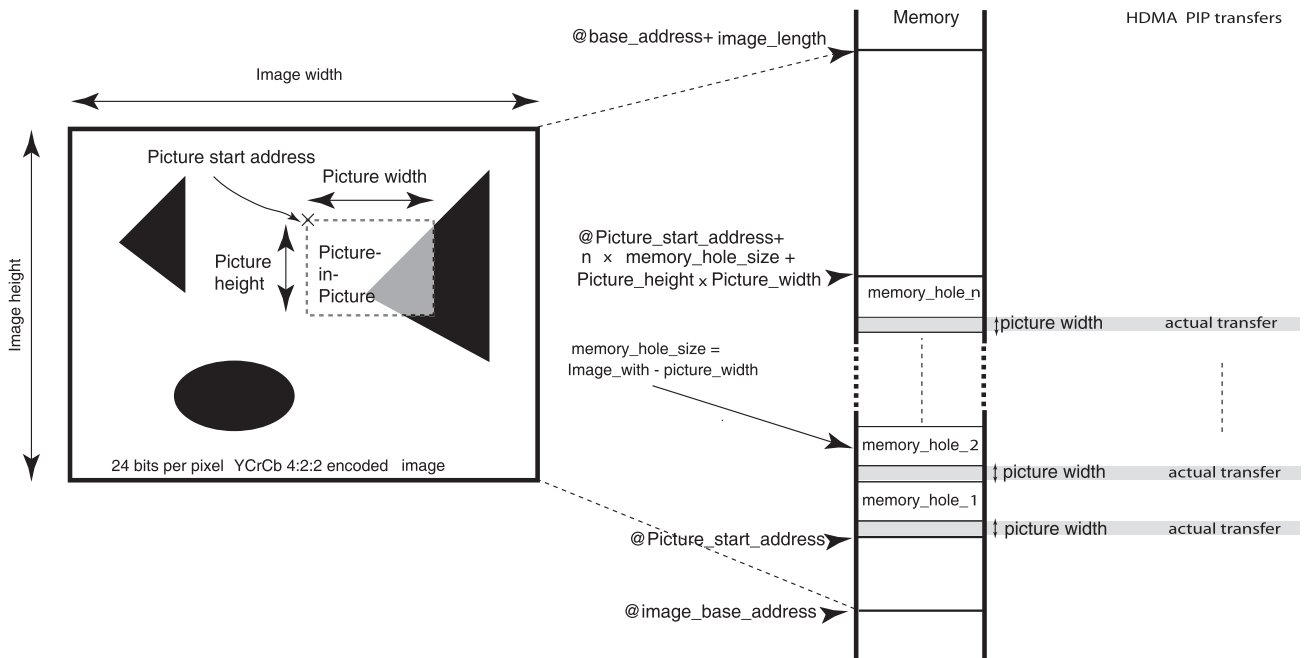 Memory
HDMA PIP transfers
@base_address+ image_length
Image width
Picture start address
Picture width
Image height
Picture
height
Picture-
in-
Picture
24 bits per pixel YCrCb 4:2:2 encoded image
@Picture_start_address+
n x memory_hole_size +
Picture_height x Picture_width
memory_hole_n
picture width
actual transfer
memory_hole_size =
Image_with - picture_width
memory_hole_2
picture width
actual transfer
memory_hole_1
picture width
actual transfer
@Picture_start_address
@image_base_address